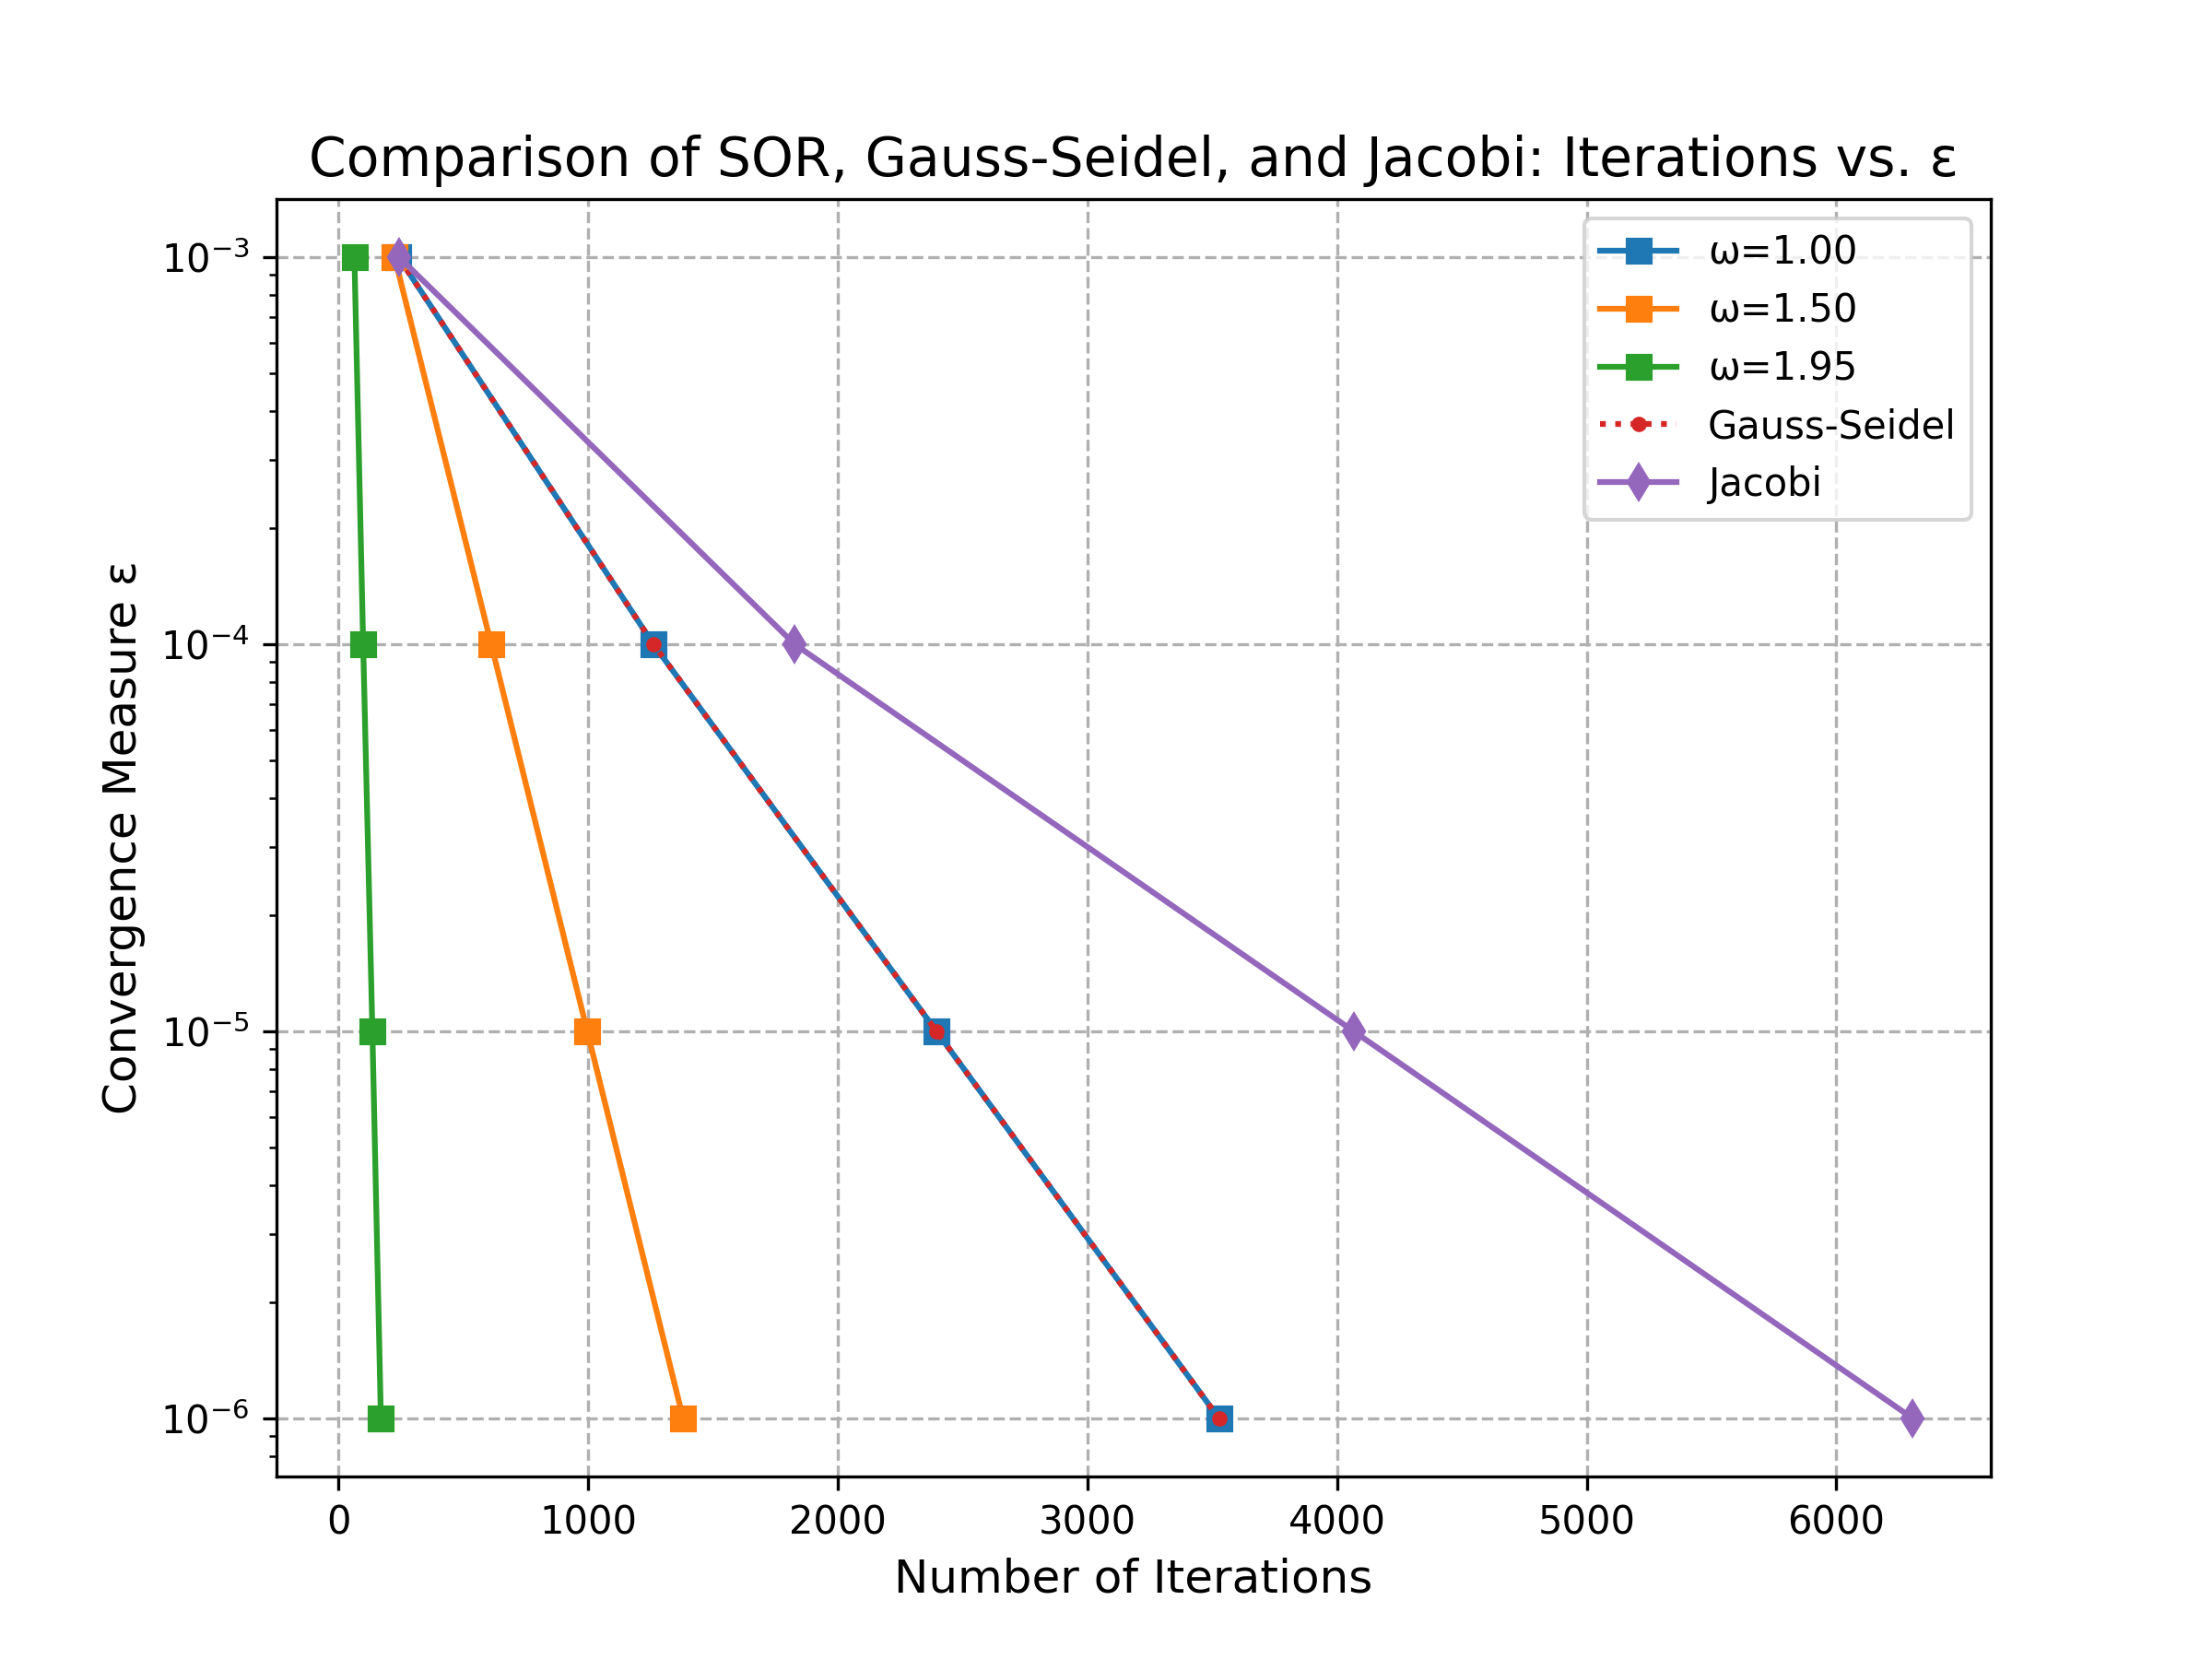 Comparison of SOR, Gauss-Seidel, and Jacobi: Iterations vs. ε
ω=1.00
ω=1.50
ω=1.95
Gauss-Seidel
Jacobi
Convergence Measure ε
10⁻³
10⁻⁴
10⁻⁵
10⁻⁶
0 1000 2000 3000 4000 5000 6000
Number of Iterations